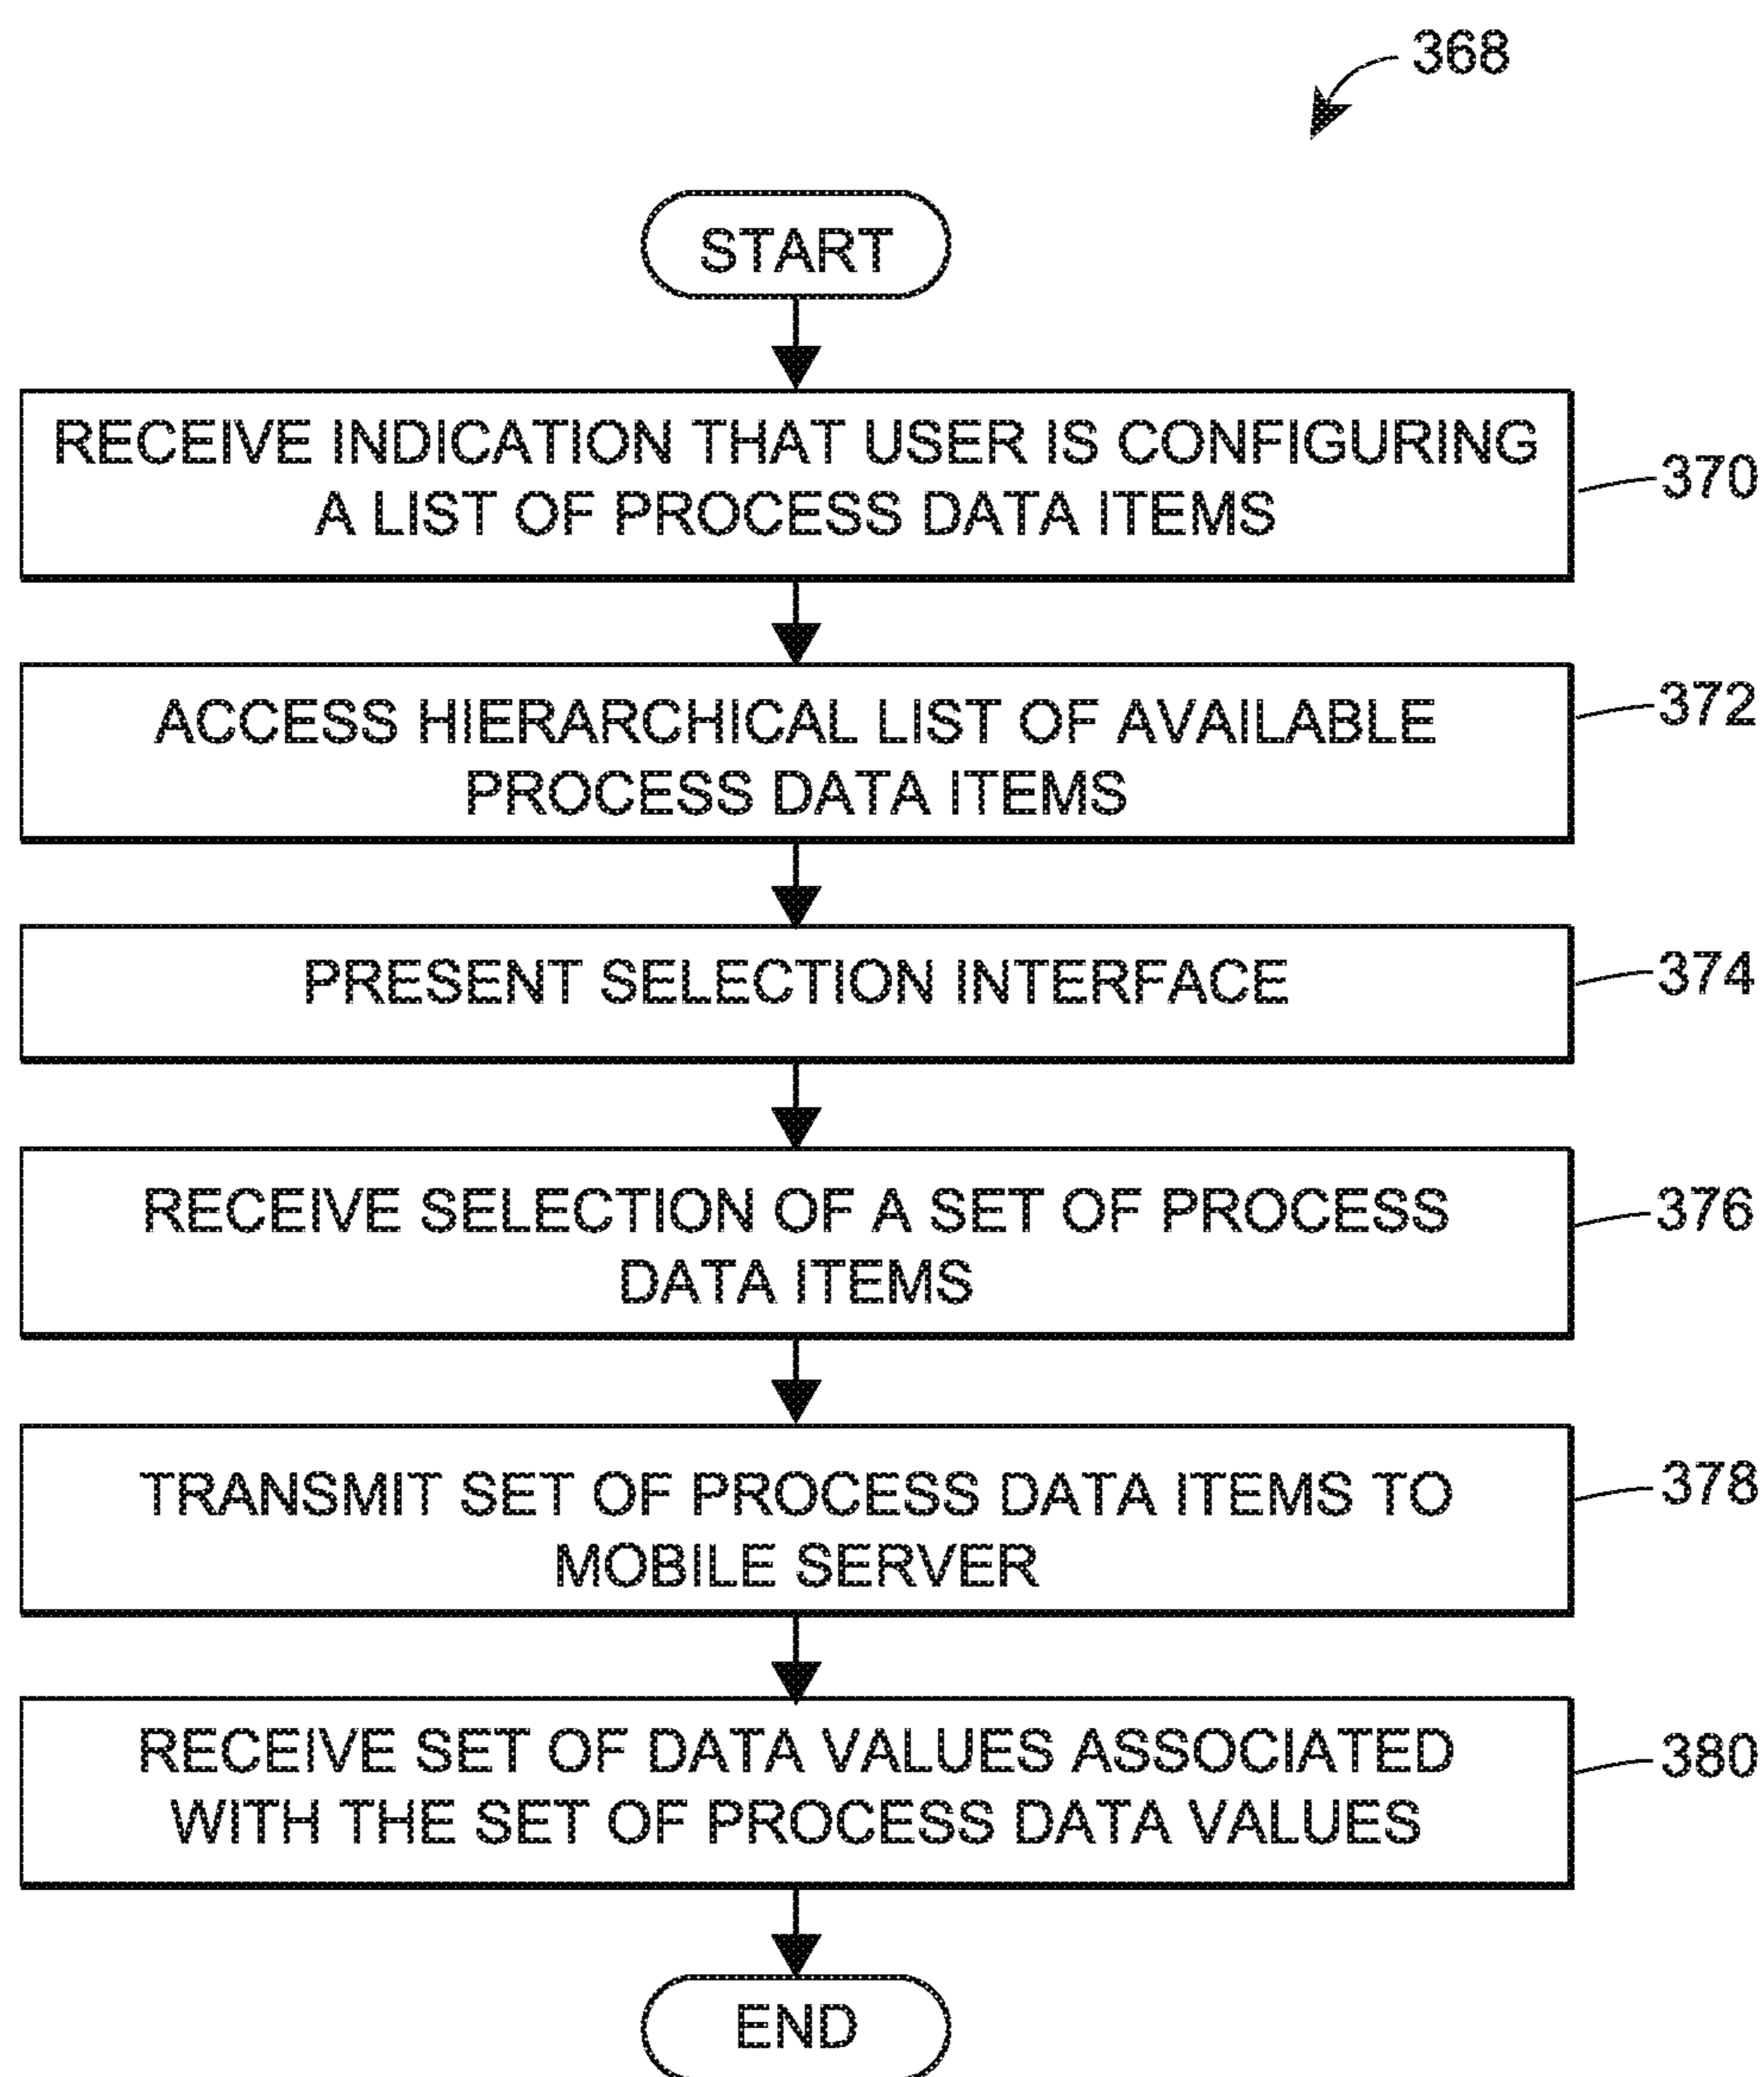 368
START
RECEIVE INDICATION THAT USER IS CONFIGURING
A LIST OF PROCESS DATA ITEMS
370
ACCESS HIERARCHICAL LIST OF AVAILABLE
PROCESS DATA ITEMS
372
PRESENT SELECTION INTERFACE
374
RECEIVE SELECTION OF A SET OF PROCESS
DATA ITEMS
376
TRANSMIT SET OF PROCESS DATA ITEMS TO
MOBILE SERVER
378
RECEIVE SET OF DATA VALUES ASSOCIATED
WITH THE SET OF PROCESS DATA VALUES
380
END